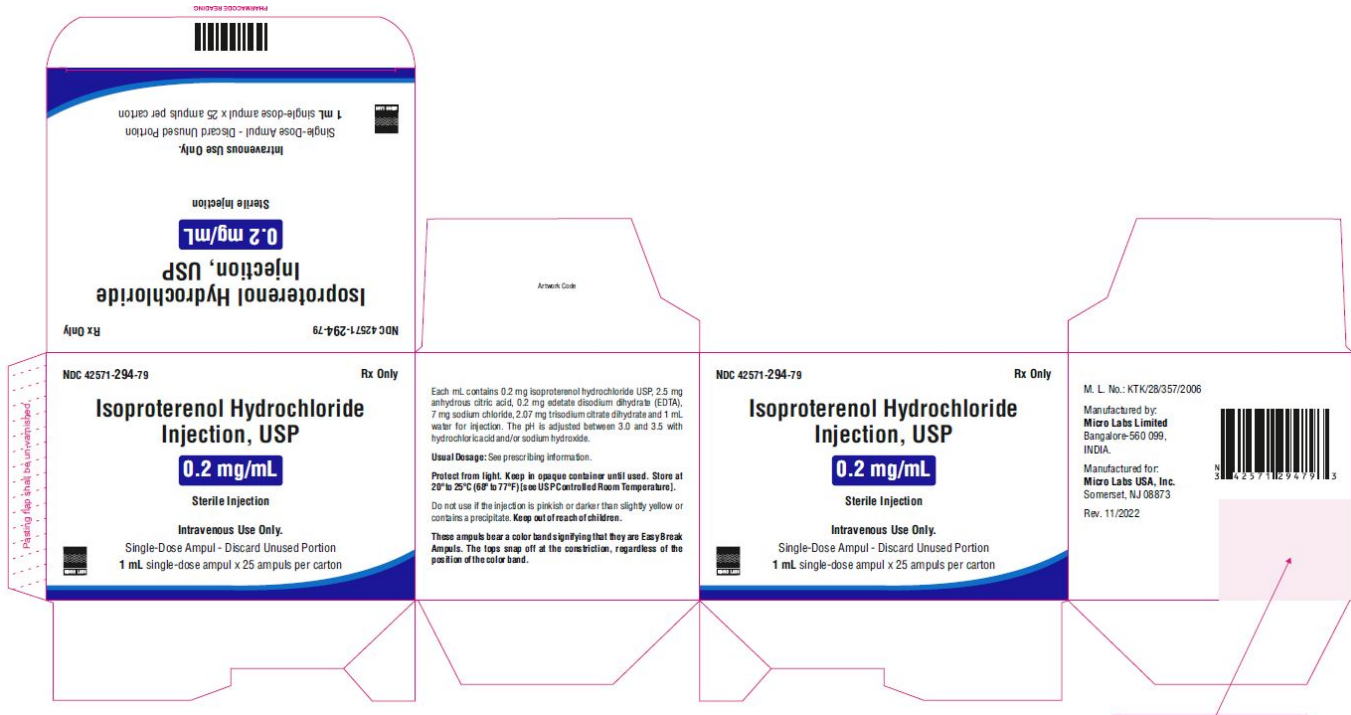 PHARMACODE READING
NDC 42571-294-79 Rx Only
Isoproterenol Hydrochloride
Injection, USP
0.2 mg/mL
Sterile Injection
Intravenous Use Only.
Single-Dose Ampul - Discard Unused Portion
1 mL single-dose ampul x 25 ampuls per carton
MICRO LABS
Artwork Code
Pasting flap shall be un-varnished.
NDC 42571-294-79 Rx Only
Isoproterenol Hydrochloride
Injection, USP
0.2 mg/mL
Sterile Injection
Intravenous Use Only.
Single-Dose Ampul - Discard Unused Portion
1 mL single-dose ampul x 25 ampuls per carton
MICRO LABS
Each mL contains 0.2 mg isoproterenol hydrochloride USP, 2.5 mg
anhydrous citric acid, 0.2 mg edetate disodium dihydrate (EDTA),
7 mg sodium chloride, 2.07 mg trisodium citrate dihydrate and 1 mL
water for injection. The pH is adjusted between 3.0 and 3.5 with
hydrochloric acid and/or sodium hydroxide.
Usual Dosage: See prescribing information.
Protect from light. Keep in opaque container until used. Store at
20° to 25°C (68° to 77°F) [see USP Controlled Room Temperature].
Do not use if the injection is pinkish or darker than slightly yellow or
contains a precipitate. Keep out of reach of children.
These ampuls bear a color band signifying that they are Easy Break
Ampuls. The tops snap off at the constriction, regardless of the
position of the color band.
NDC 42571-294-79 Rx Only
Isoproterenol Hydrochloride
Injection, USP
0.2 mg/mL
Sterile Injection
Intravenous Use Only.
Single-Dose Ampul - Discard Unused Portion
1 mL single-dose ampul x 25 ampuls per carton
MICRO LABS
M. L. No.: KTK/28/357/2006
Manufactured by:
Micro Labs Limited
Bangalore-560 099,
INDIA.
Manufactured for:
Micro Labs USA, Inc.
Somerset, NJ 08873
Rev. 11/2022
N
3 42571 29479 3